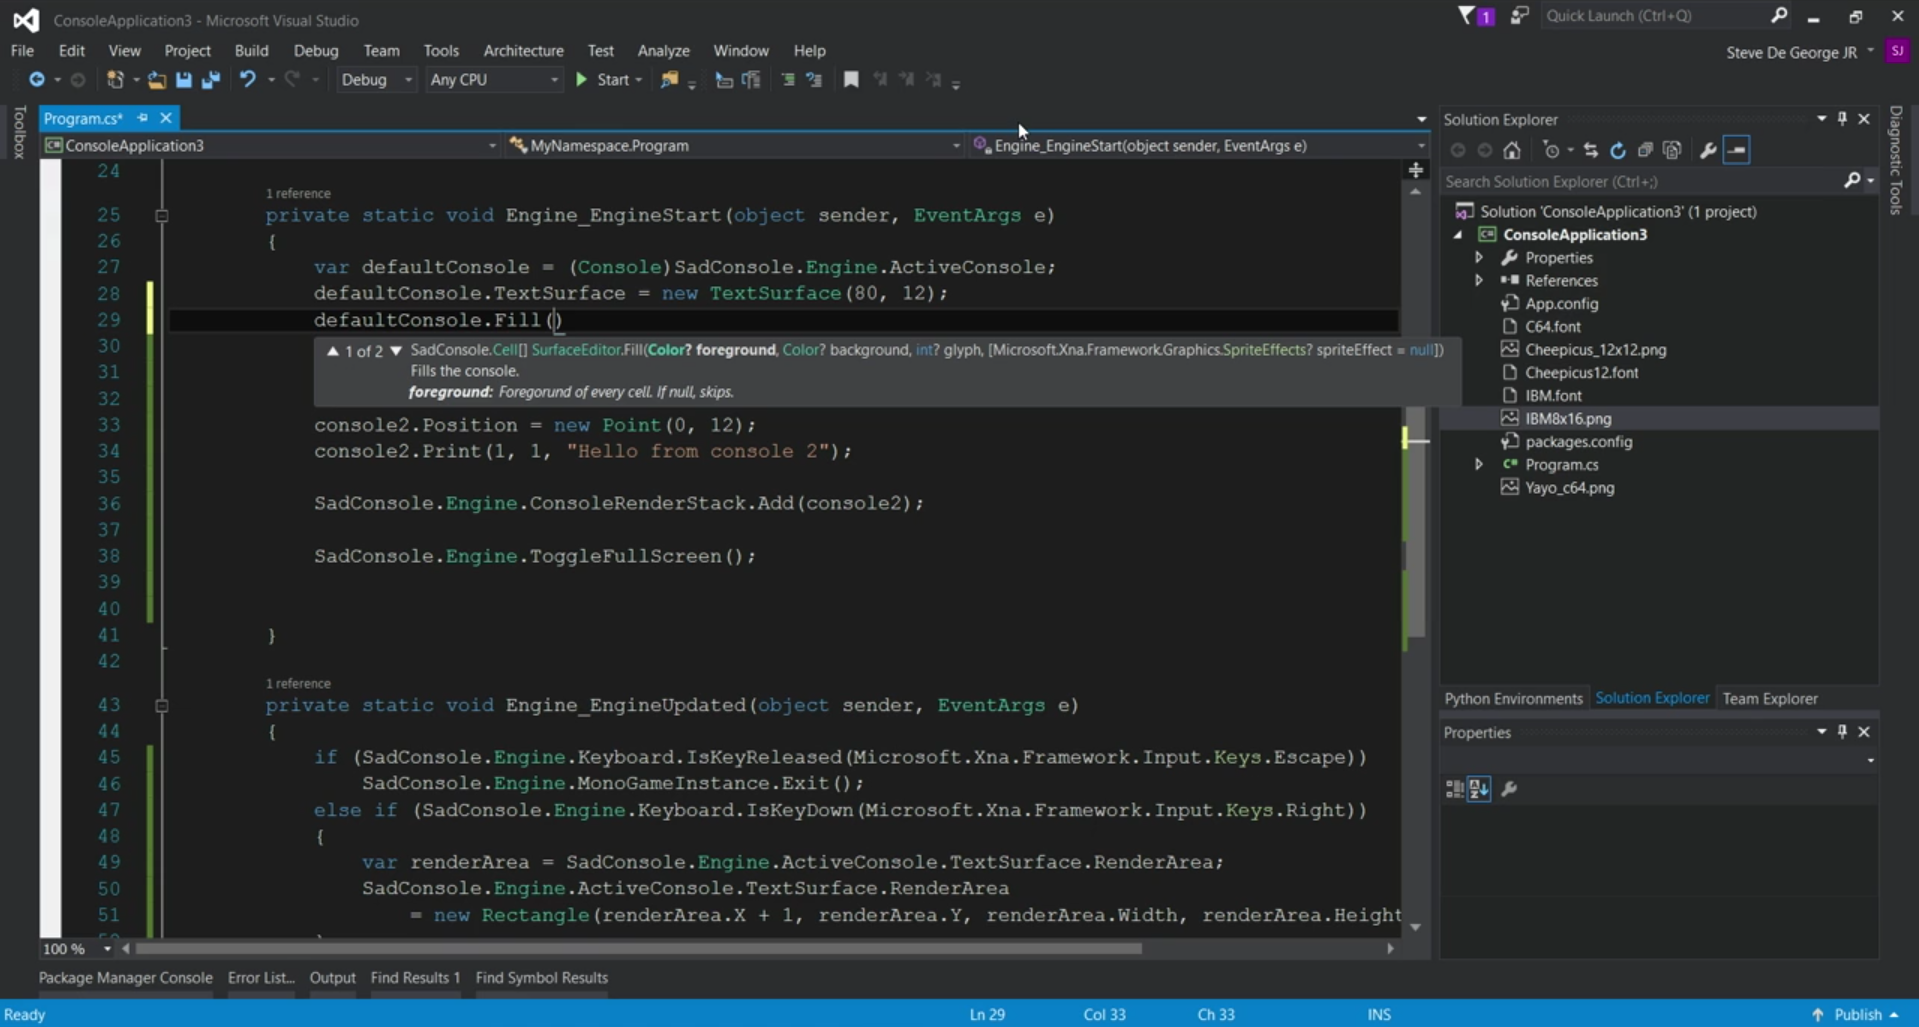 ConsoleApplication3 - Microsoft Visual Studio
1
Quick Launch (Ctrl+Q)
File Edit View Project Build Debug Team Tools Architecture Test Analyze Window Help
Steve De George JR
SJ
Debug Any CPU Start
Toolbox
Program.cs*
ConsoleApplication3
MyNamespace.Program
Engine_EngineStart(object sender, EventArgs e)
24
1 reference
25 private static void Engine_EngineStart(object sender, EventArgs e)
26 {
27 var defaultConsole = (Console)SadConsole.Engine.ActiveConsole;
28 defaultConsole.TextSurface = new TextSurface(80, 12);
29 defaultConsole.Fill()
30
1 of 2 SadConsole.Cell[] SurfaceEditor.Fill(Color? foreground, Color? background, int? glyph, [Microsoft.Xna.Framework.Graphics.SpriteEffects? spriteEffect = null])
31
Fills the console.
32
foreground: Foregorund of every cell. If null, skips.
33 console2.Position = new Point(0, 12);
34 console2.Print(1, 1, "Hello from console 2");
35
36 SadConsole.Engine.ConsoleRenderStack.Add(console2);
37
38 SadConsole.Engine.ToggleFullScreen();
39
40
41 }
42
1 reference
43 private static void Engine_EngineUpdated(object sender, EventArgs e)
44 {
45 if (SadConsole.Engine.Keyboard.IsKeyReleased(Microsoft.Xna.Framework.Input.Keys.Escape))
46 SadConsole.Engine.MonoGameInstance.Exit();
47 else if (SadConsole.Engine.Keyboard.IsKeyDown(Microsoft.Xna.Framework.Input.Keys.Right))
48 {
49 var renderArea = SadConsole.Engine.ActiveConsole.TextSurface.RenderArea;
50 SadConsole.Engine.ActiveConsole.TextSurface.RenderArea
51 = new Rectangle(renderArea.X + 1, renderArea.Y, renderArea.Width, renderArea.Height
100 %
Solution Explorer
Search Solution Explorer (Ctrl+;)
Solution 'ConsoleApplication3' (1 project)
ConsoleApplication3
Properties
References
App.config
C64.font
Cheepicus_12x12.png
Cheepicus12.font
IBM.font
IBM8x16.png
packages.config
Program.cs
Yayo_c64.png
Python Environments Solution Explorer Team Explorer
Properties
Diagnostic Tools
Package Manager Console Error List... Output Find Results 1 Find Symbol Results
Ready Ln 29 Col 33 Ch 33 INS Publish